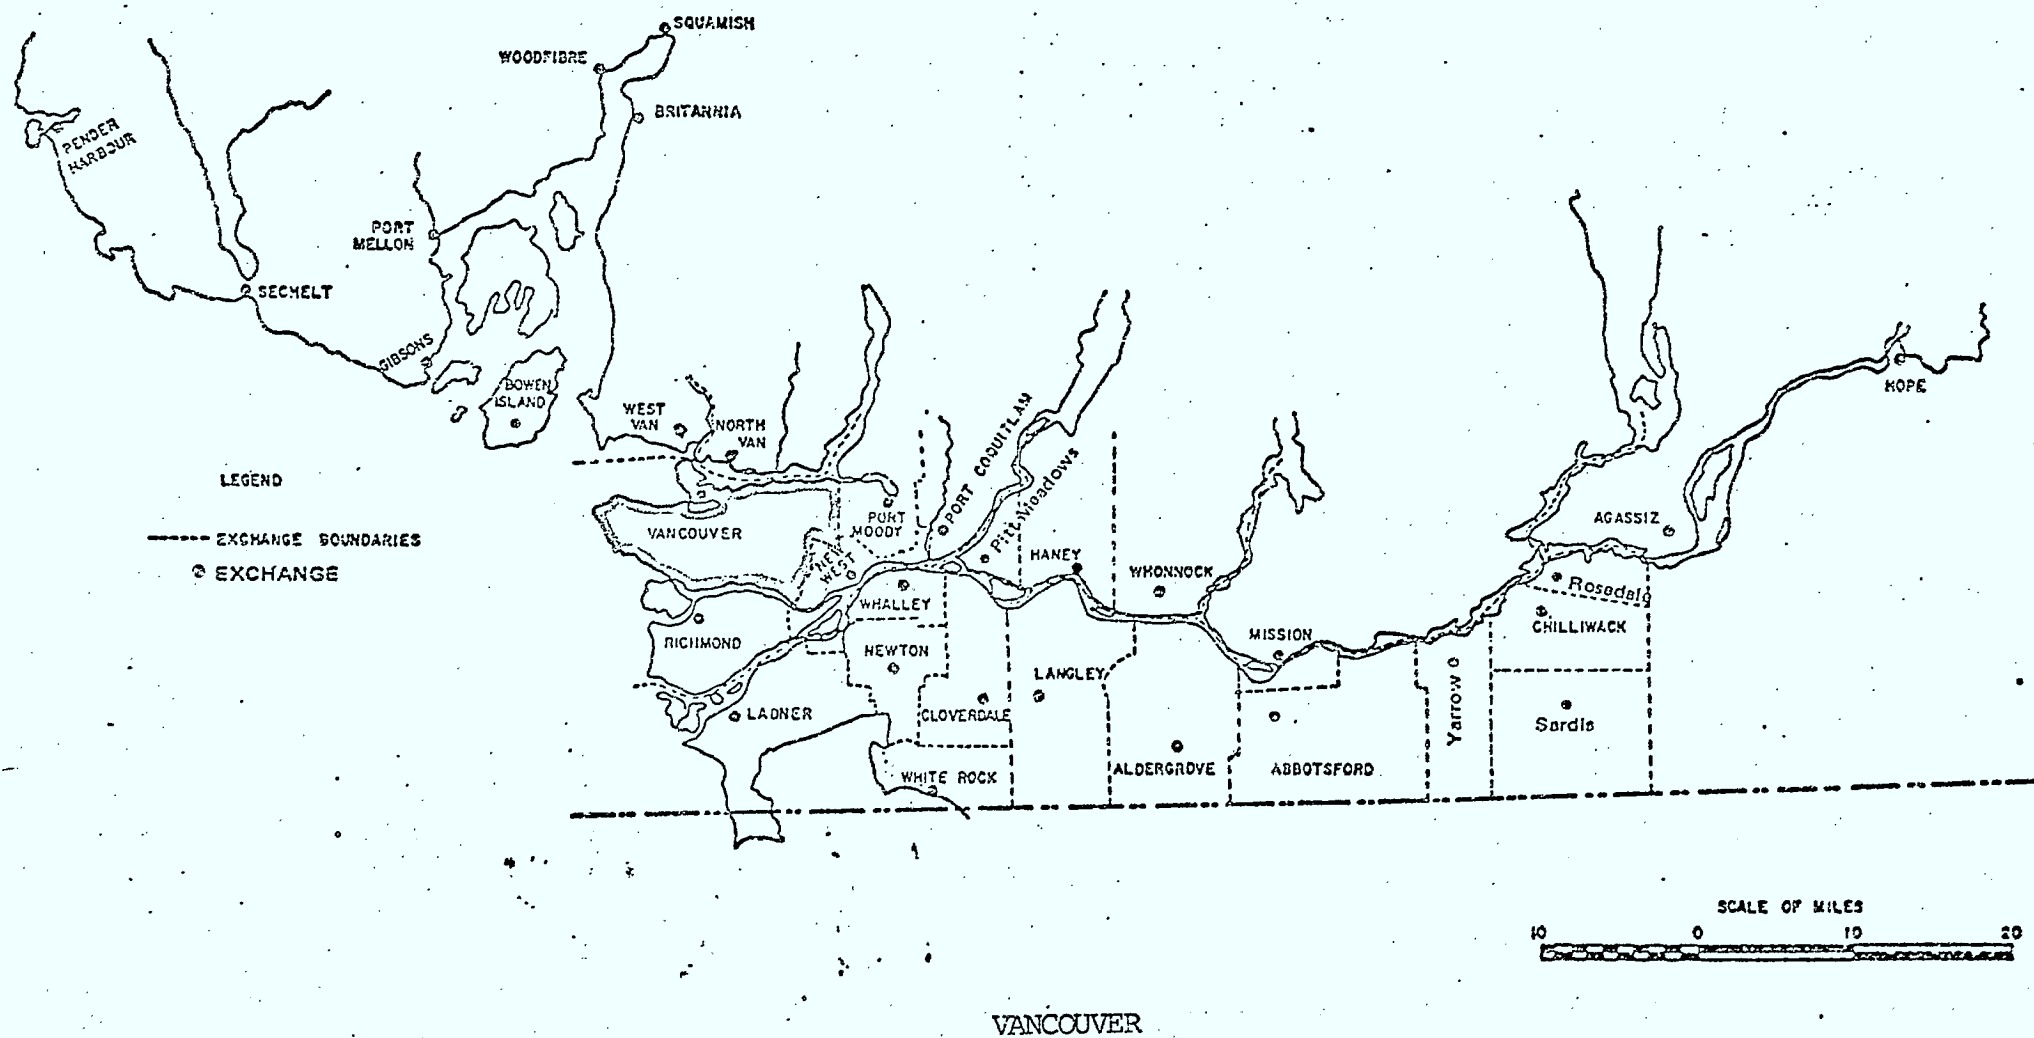 SQUAMISH
WOODFIBRE
BRITANNIA
PENDER
HARBOUR
PORT
MELLON
SECHELT
GIBSONS
BOWEN
ISLAND
HOPE
WEST
VAN
NORTH
VAN
PORT COQUITLAM
Pitt Meadows
LEGEND
EXCHANGE BOUNDARIES
EXCHANGE
VANCOUVER
PORT
MOODY
NEW
WEST
AGASSIZ
HANEY
WHONNOCK
Rosedale
WHALLEY
CHILLIWACK
RICHMOND
NEWTON
MISSION
LANGLEY
Yarrow
LADNER
CLOVERDALE
Sardis
WHITE ROCK
ALDERGROVE
ABBOTSFORD
SCALE OF MILES
10 0 10 20
VANCOUVER